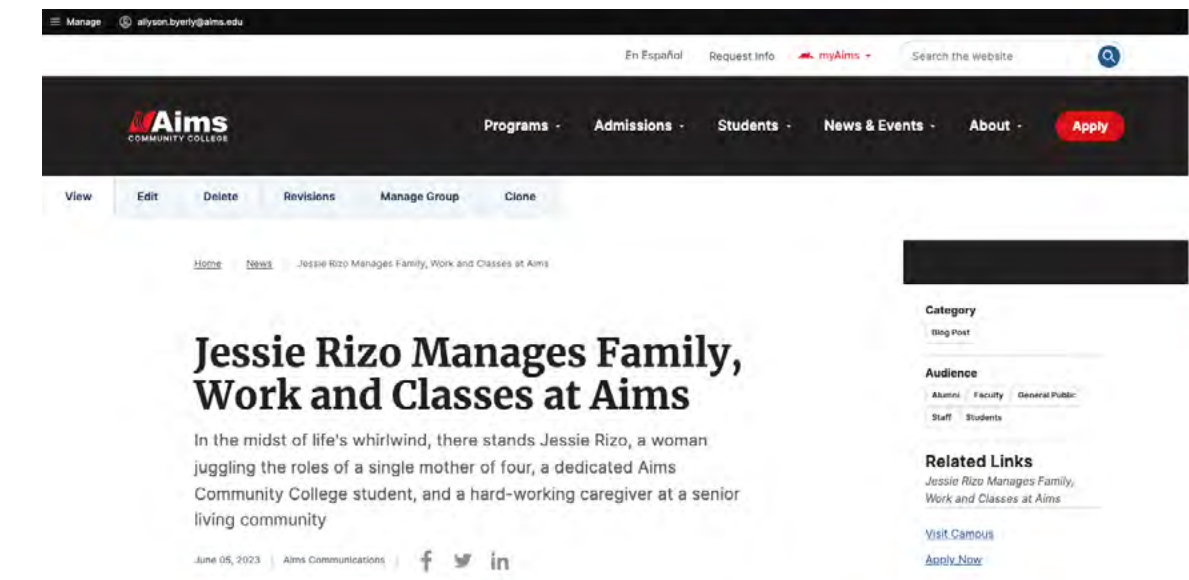 Manage allyson.byerly@aims.edu
En Español Request Info myAims Search the website
Aims
COMMUNITY COLLEGE
Programs Admissions Students News & Events About Apply
View Edit Delete Revisions Manage Group Clone
Home News Jessie Rizo Manages Family, Work and Classes at Aims
Jessie Rizo Manages Family,
Work and Classes at Aims
In the midst of life's whirlwind, there stands Jessie Rizo, a woman
juggling the roles of a single mother of four, a dedicated Aims
Community College student, and a hard-working caregiver at a senior
living community
June 05, 2023 | Aims Communications |
Category
Blog Post
Audience
Alumni Faculty General Public
Staff Students
Related Links
Jessie Rizo Manages Family,
Work and Classes at Aims
Visit Campus
Apply Now